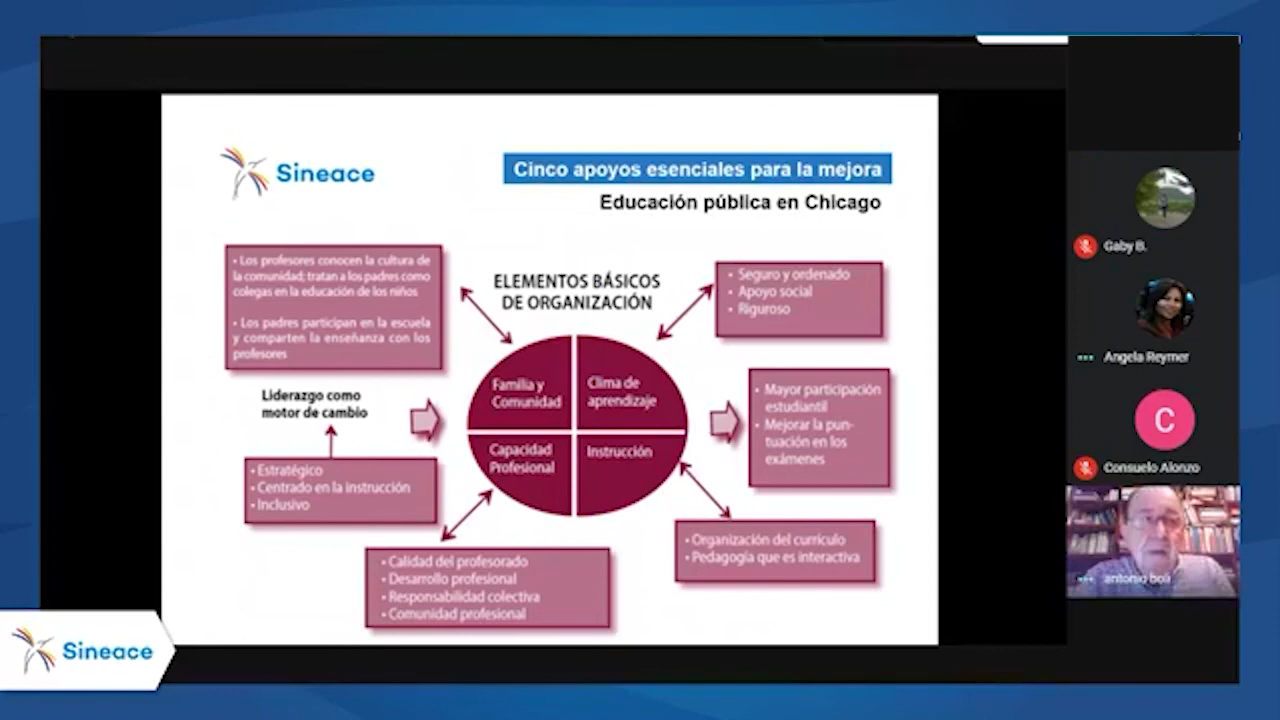 Sineace
Cinco apoyos esenciales para la mejora
Educación pública en Chicago
• Los profesores conocen la cultura de
la comunidad; tratan a los padres como
colegas en la educación de los niños
• Los padres participan en la escuela
y comparten la enseñanza con los
profesores
ELEMENTOS BÁSICOS
DE ORGANIZACIÓN
• Seguro y ordenado
• Apoyo social
• Riguroso
Familia y
Comunidad
Clima de
aprendizaje
Capacidad
Profesional
Instrucción
Liderazgo como
motor de cambio
• Estratégico
• Centrado en la instrucción
• Inclusivo
• Mayor participación
estudiantil
• Mejorar la pun-
tuación en los
exámenes
• Organización del currículo
• Pedagogía que es interactiva
• Calidad del profesorado
• Desarrollo profesional
• Responsabilidad colectiva
• Comunidad profesional
Gaby B.
Angela Reymer
C
Consuelo Alonzo
antonio boli
Sineace